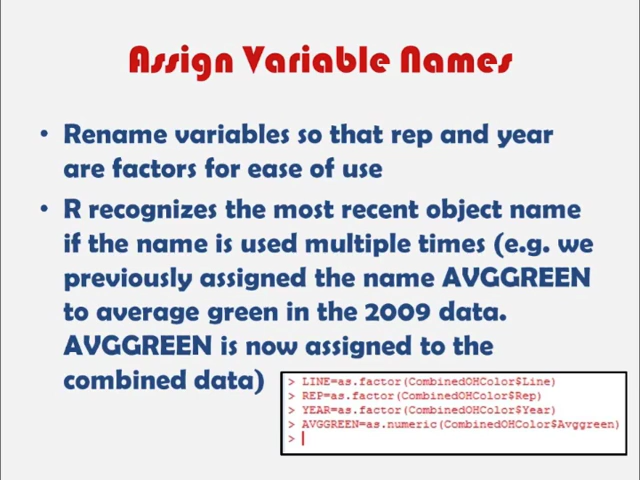 Assign Variable Names
• Rename variables so that rep and year
are factors for ease of use
• R recognizes the most recent object name
if the name is used multiple times (e.g. we
previously assigned the name AVGGREEN
to average green in the 2009 data.
AVGGREEN is now assigned to the
combined data)
> LINE=as.factor(CombinedOHColor$Line)
> REP=as.factor(CombinedOHColor$Rep)
> YEAR=as.factor(CombinedOHColor$Year)
> AVGGREEN=as.numeric(CombinedOHColor$Avggreen)
>